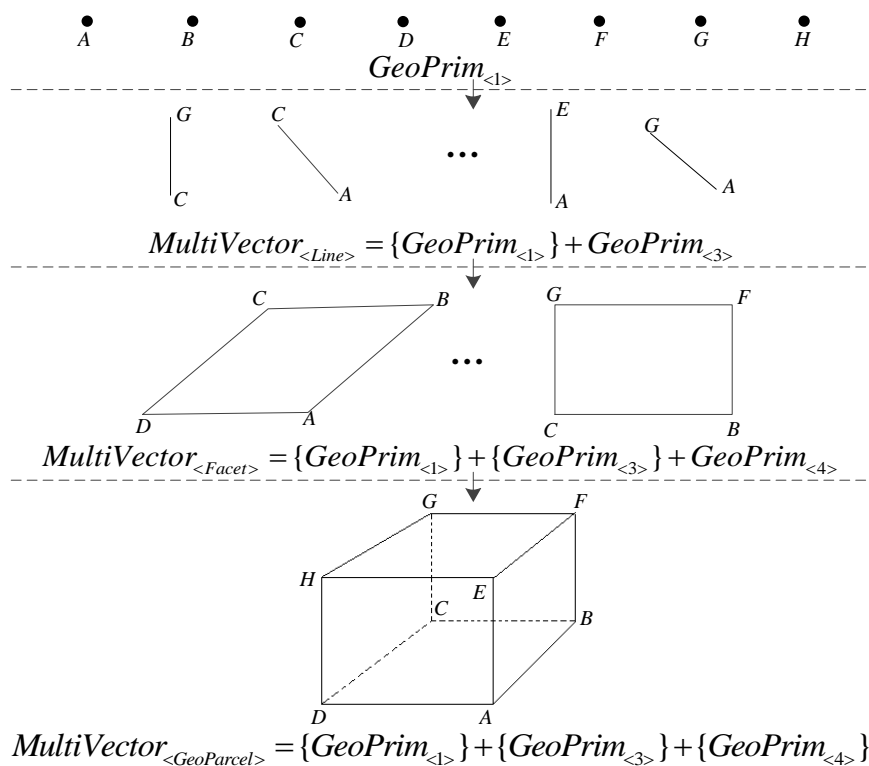 A B C D E F G H
GeoPrim<1>
G C E G
C A ... A A
MultiVector<Line> = {GeoPrim<1>} + GeoPrim<3>
C B ... G F
D A C B
MultiVector<Facet> = {GeoPrim<1>} + {GeoPrim<3>} + GeoPrim<4>
G F
H E
C B
D A
MultiVector<GeoParcel> = {GeoPrim<1>} + {GeoPrim<3>} + {GeoPrim<4>}